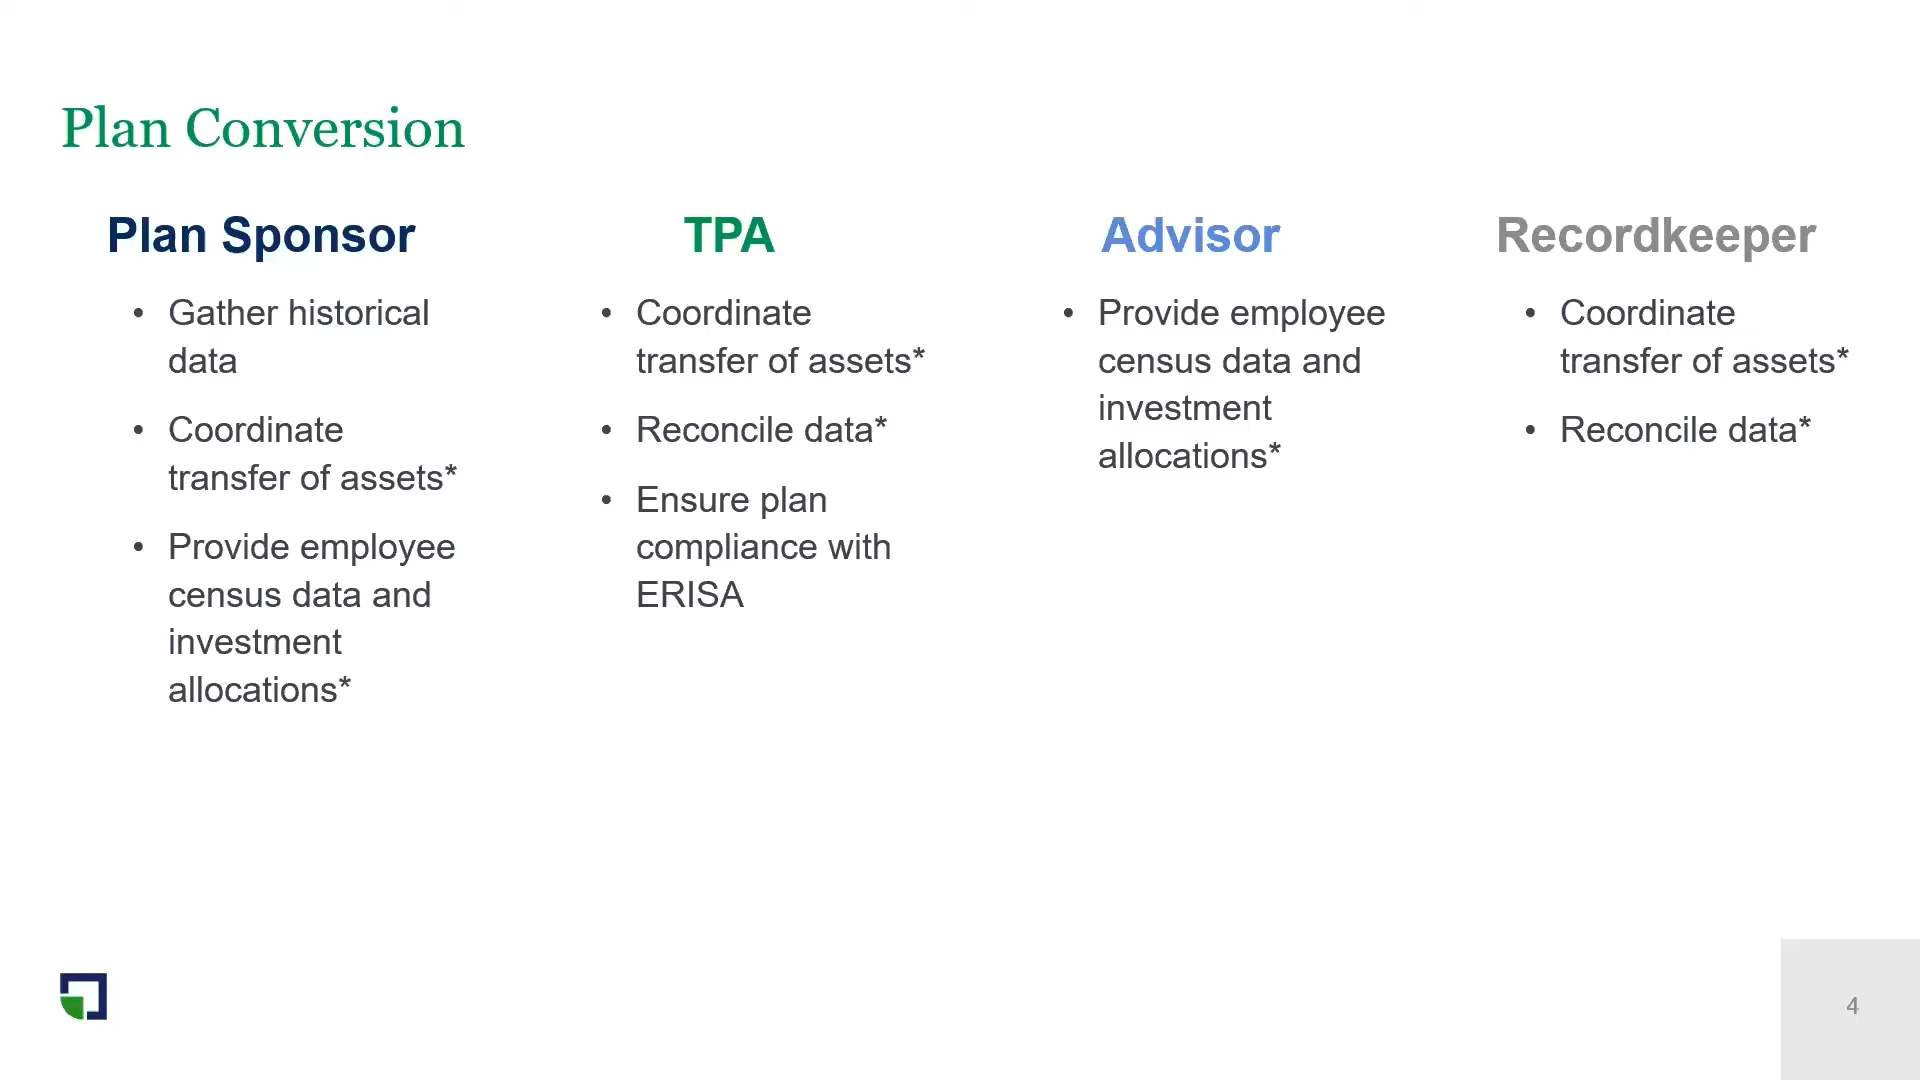 Plan Conversion
Plan Sponsor
• Gather historical
data
• Coordinate
transfer of assets*
• Provide employee
census data and
investment
allocations*
TPA
• Coordinate
transfer of assets*
• Reconcile data*
• Ensure plan
compliance with
ERISA
Advisor
• Provide employee
census data and
investment
allocations*
Recordkeeper
• Coordinate
transfer of assets*
• Reconcile data*
4